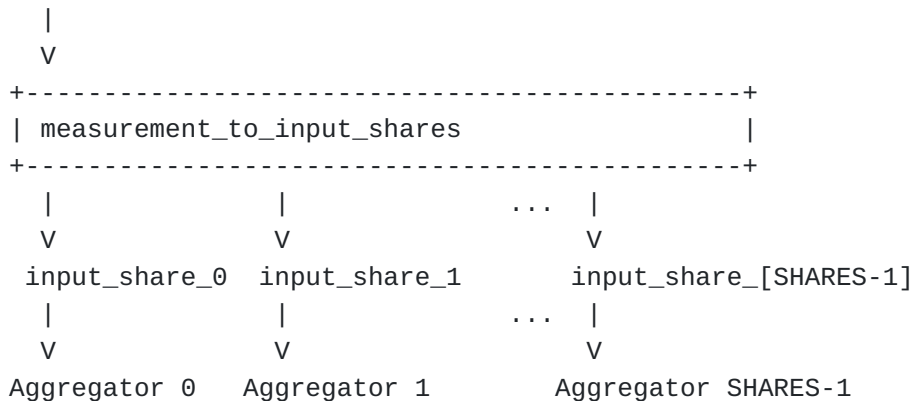 |
V
+----------------------------------------------+
| measurement_to_input_shares                  |
+----------------------------------------------+
  |              |              ...  |
  V              V                   V
 input_share_0  input_share_1       input_share_[SHARES-1]
  |              |              ...  |
  V              V                   V
Aggregator 0   Aggregator 1        Aggregator SHARES-1